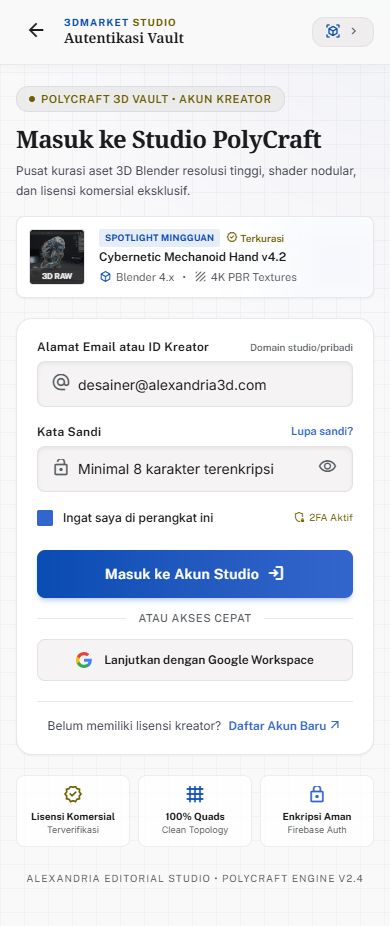 3DMARKET STUDIO
Autentikasi Vault
POLYCRAFT 3D VAULT • AKUN KREATOR
Masuk ke Studio PolyCraft
Pusat kurasi aset 3D Blender resolusi tinggi, shader nodular,
dan lisensi komersial eksklusif.
3D RAW
SPOTLIGHT MINGGUAN Terkurasi
Cybernetic Mechanoid Hand v4.2
Blender 4.x • 4K PBR Textures
Alamat Email atau ID Kreator Domain studio/pribadi
desainer@alexandria3d.com
Kata Sandi Lupa sandi?
Minimal 8 karakter terenkripsi
Ingat saya di perangkat ini 2FA Aktif
Masuk ke Akun Studio
ATAU AKSES CEPAT
Lanjutkan dengan Google Workspace
Belum memiliki lisensi kreator? Daftar Akun Baru
Lisensi Komersial
Terverifikasi
100% Quads
Clean Topology
Enkripsi Aman
Firebase Auth
ALEXANDRIA EDITORIAL STUDIO • POLYCRAFT ENGINE V2.4